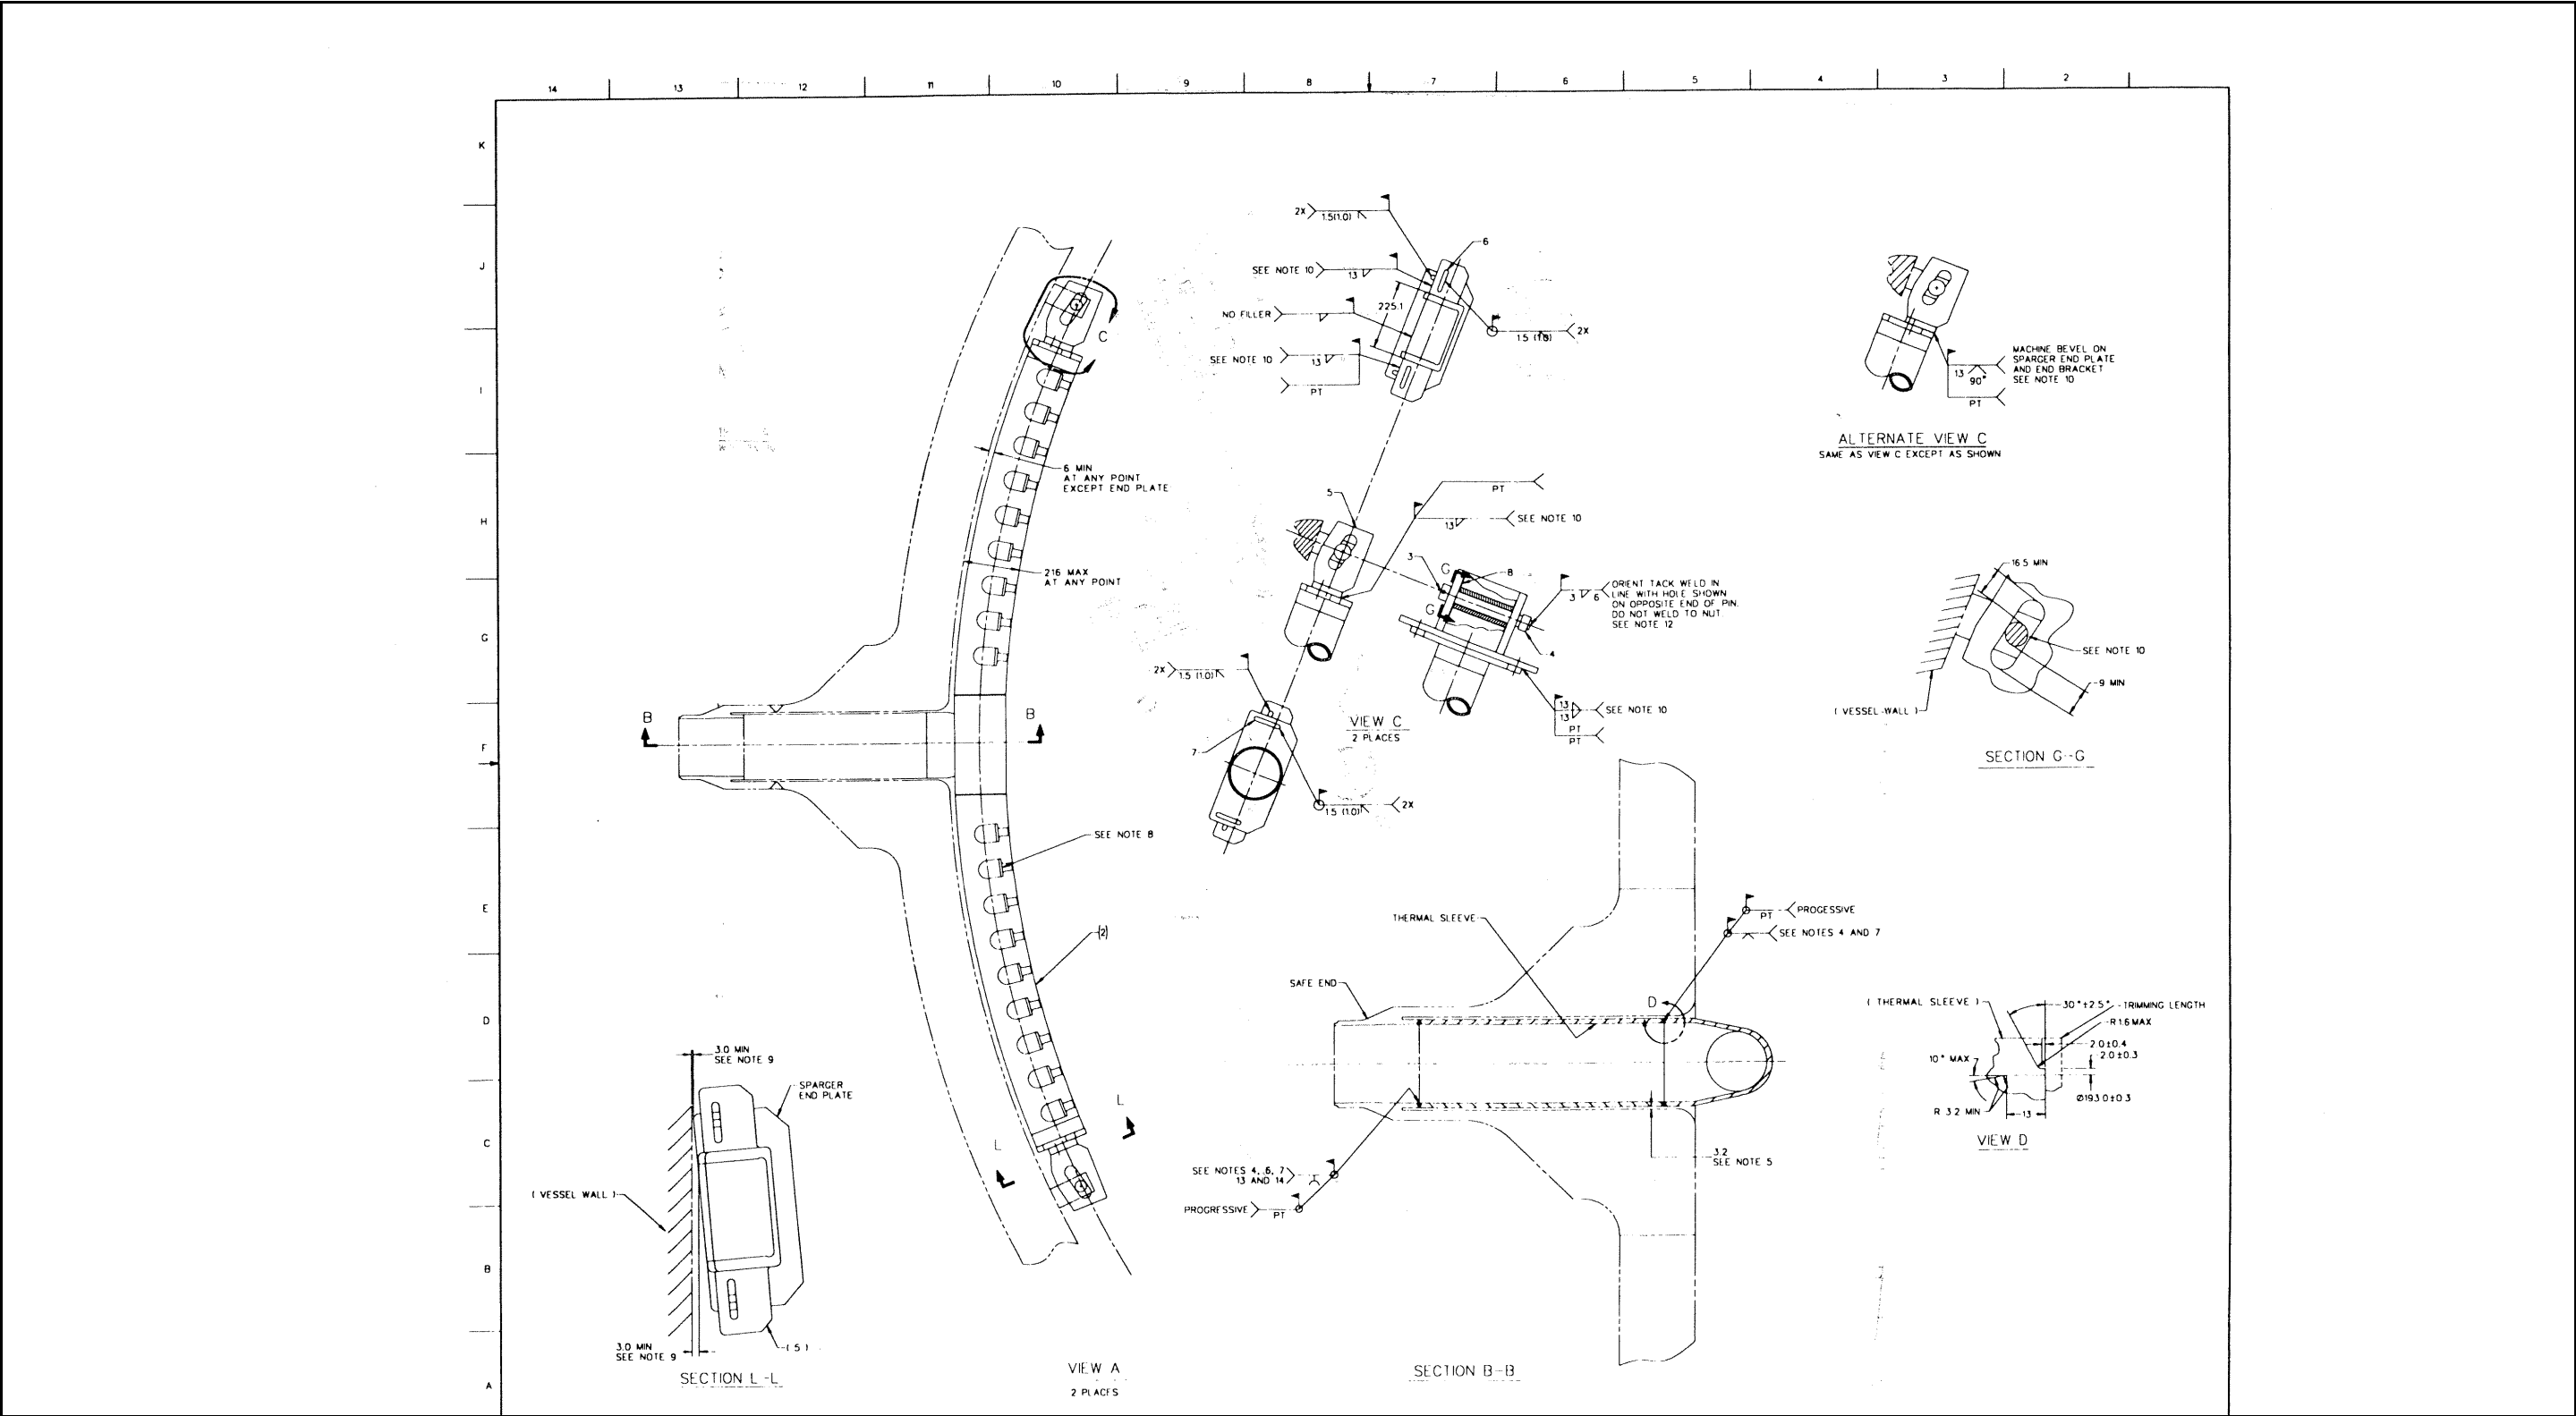 14
13
12
11
10
9
8
7
6
5
4
3
2
K
J
I
H
G
F
E
D
C
B
A
C
6 MIN
AT ANY POINT
EXCEPT END PLATE
216 MAX
AT ANY POINT
B
B
SEE NOTE 8
(2)
L
L
VIEW A
2 PLACES
3.0 MIN
SEE NOTE 9
SPARGER
END PLATE
( VESSEL WALL )
3.0 MIN
SEE NOTE 9
( 5 )
SECTION L-L
2X
1.5(1.0)
6
SEE NOTE 10
13
225.1
NO FILLER
1.5 (1.0)
2X
SEE NOTE 10
13
PT
PT
5
13
SEE NOTE 10
3
G
8
G
3
6
ORIENT TACK WELD IN
LINE WITH HOLE SHOWN
ON OPPOSITE END OF PIN.
DO NOT WELD TO NUT
SEE NOTE 12
4
2X
1.5 (1.0)
13
13
SEE NOTE 10
PT
PT
VIEW C
2 PLACES
7
1.5 (1.0)
2X
MACHINE BEVEL ON
SPARGER END PLATE
AND END BRACKET
SEE NOTE 10
13
90°
PT
ALTERNATE VIEW C
SAME AS VIEW C EXCEPT AS SHOWN
16.5 MIN
SEE NOTE 10
9 MIN
( VESSEL WALL )
SECTION G-G
THERMAL SLEEVE
PT
PROGESSIVE
SEE NOTES 4 AND 7
SAFE END
D
3.2
SEE NOTE 5
SEE NOTES 4, 6, 7
13 AND 14
PROGRESSIVE
PT
SECTION B-B
( THERMAL SLEEVE )
30°±2.5°
TRIMMING LENGTH
R1.6 MAX
2.0±0.4
2.0±0.3
10° MAX
Ø193.0±0.3
R 3.2 MIN
13
VIEW D